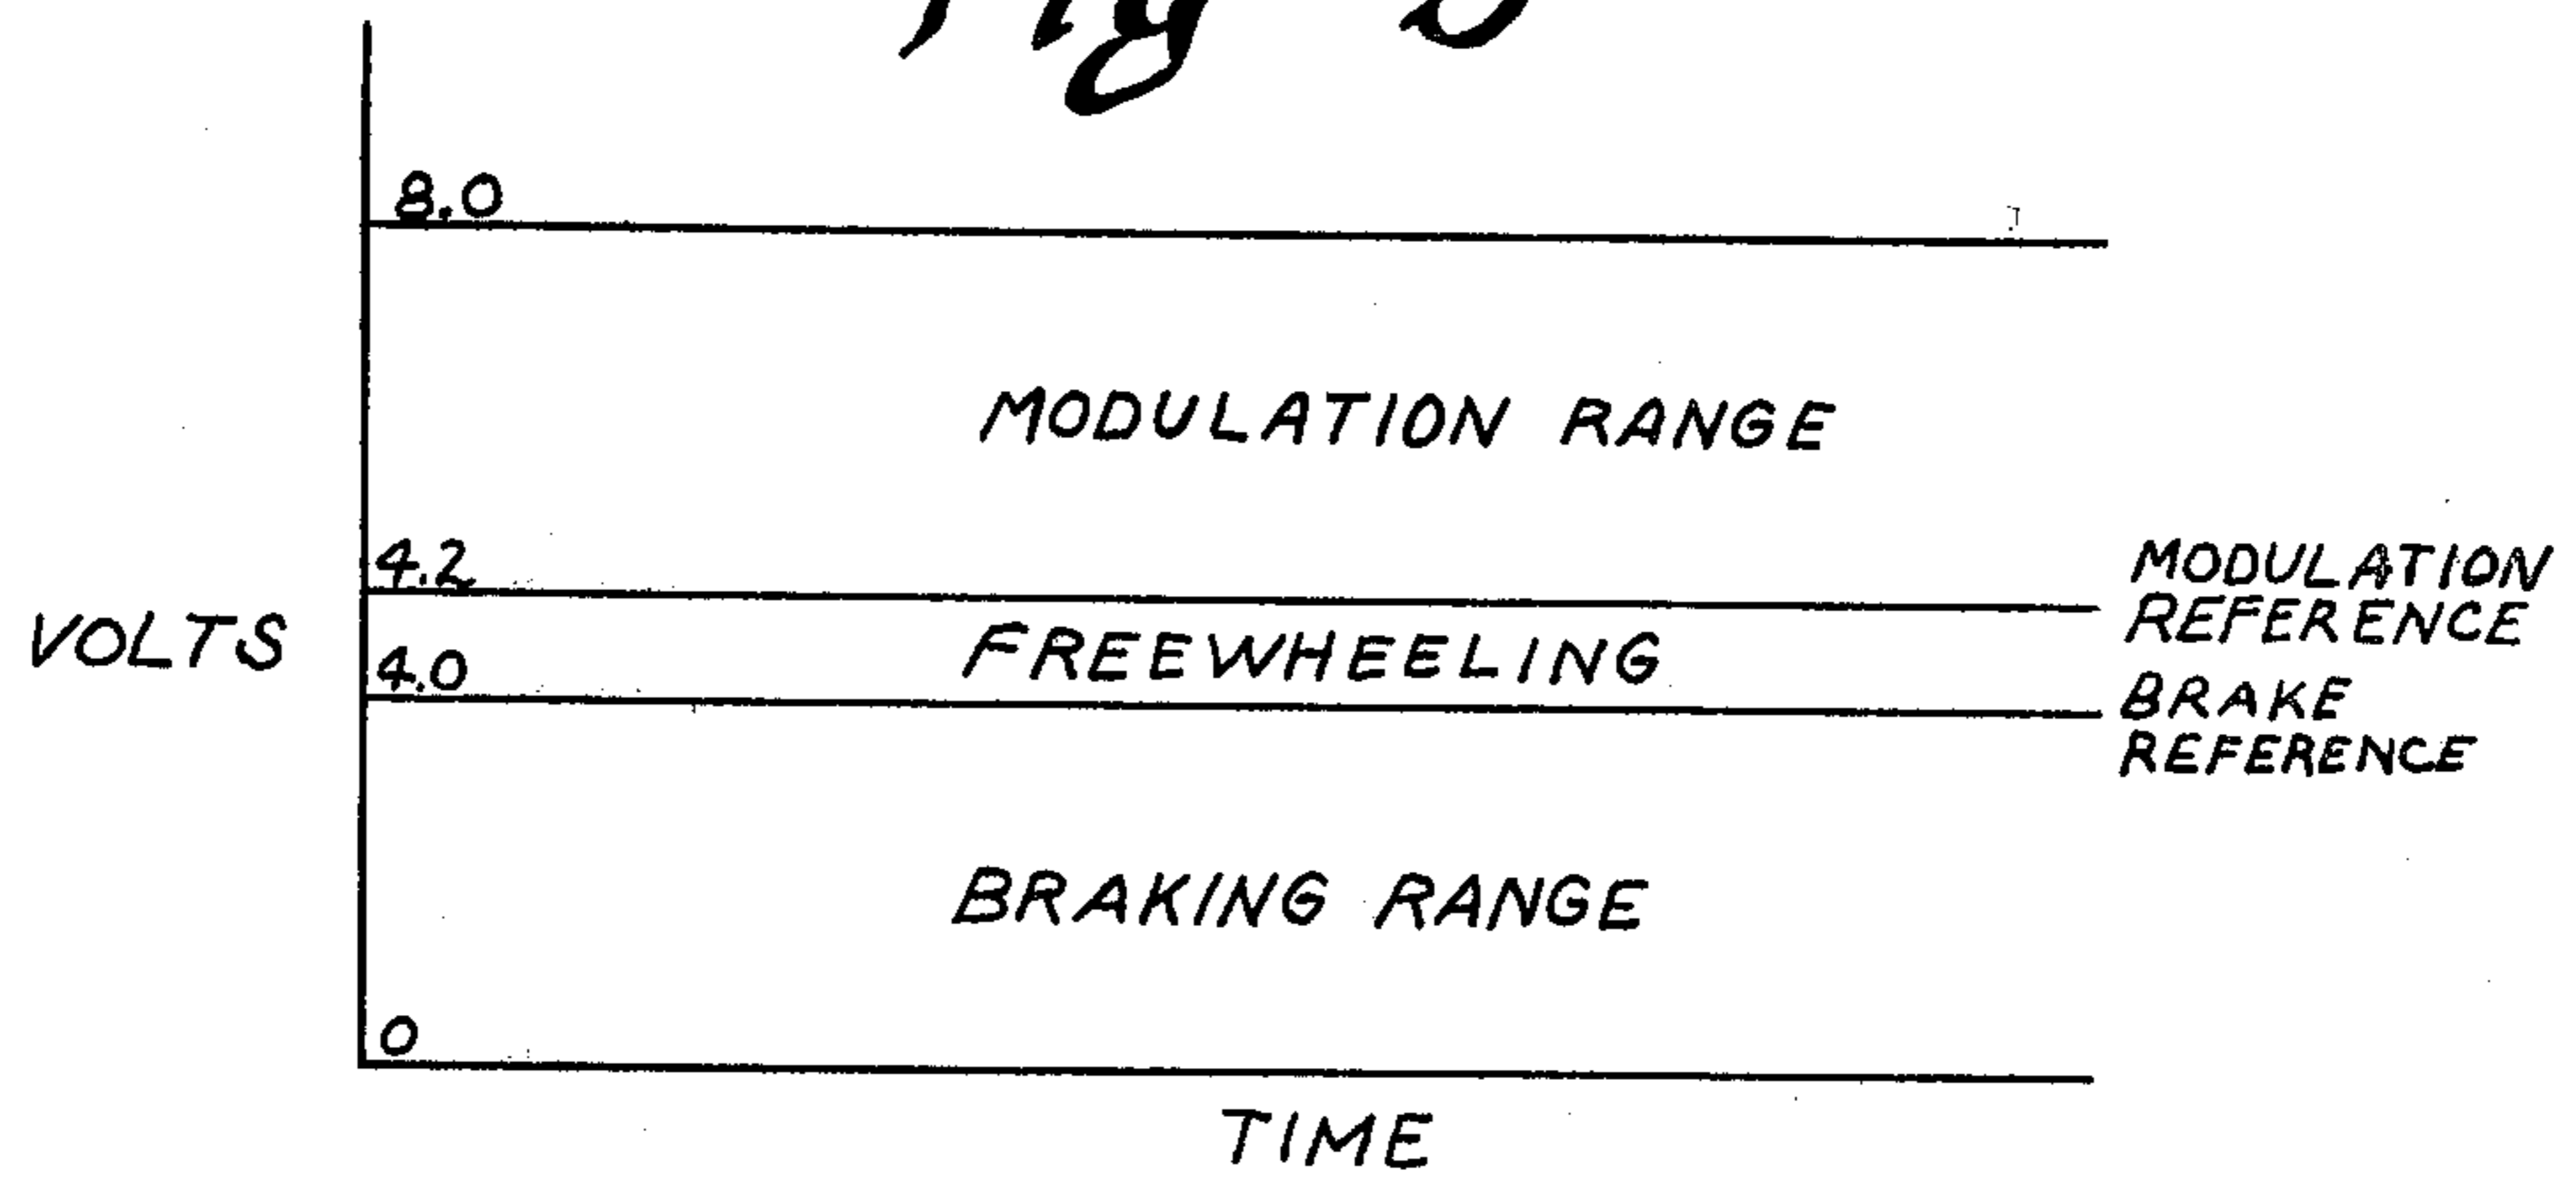 8.0
MODULATION RANGE
4.2
MODULATION
REFERENCE
VOLTS
FREEWHEELING
4.0
BRAKE
REFERENCE
BRAKING RANGE
0
TIME